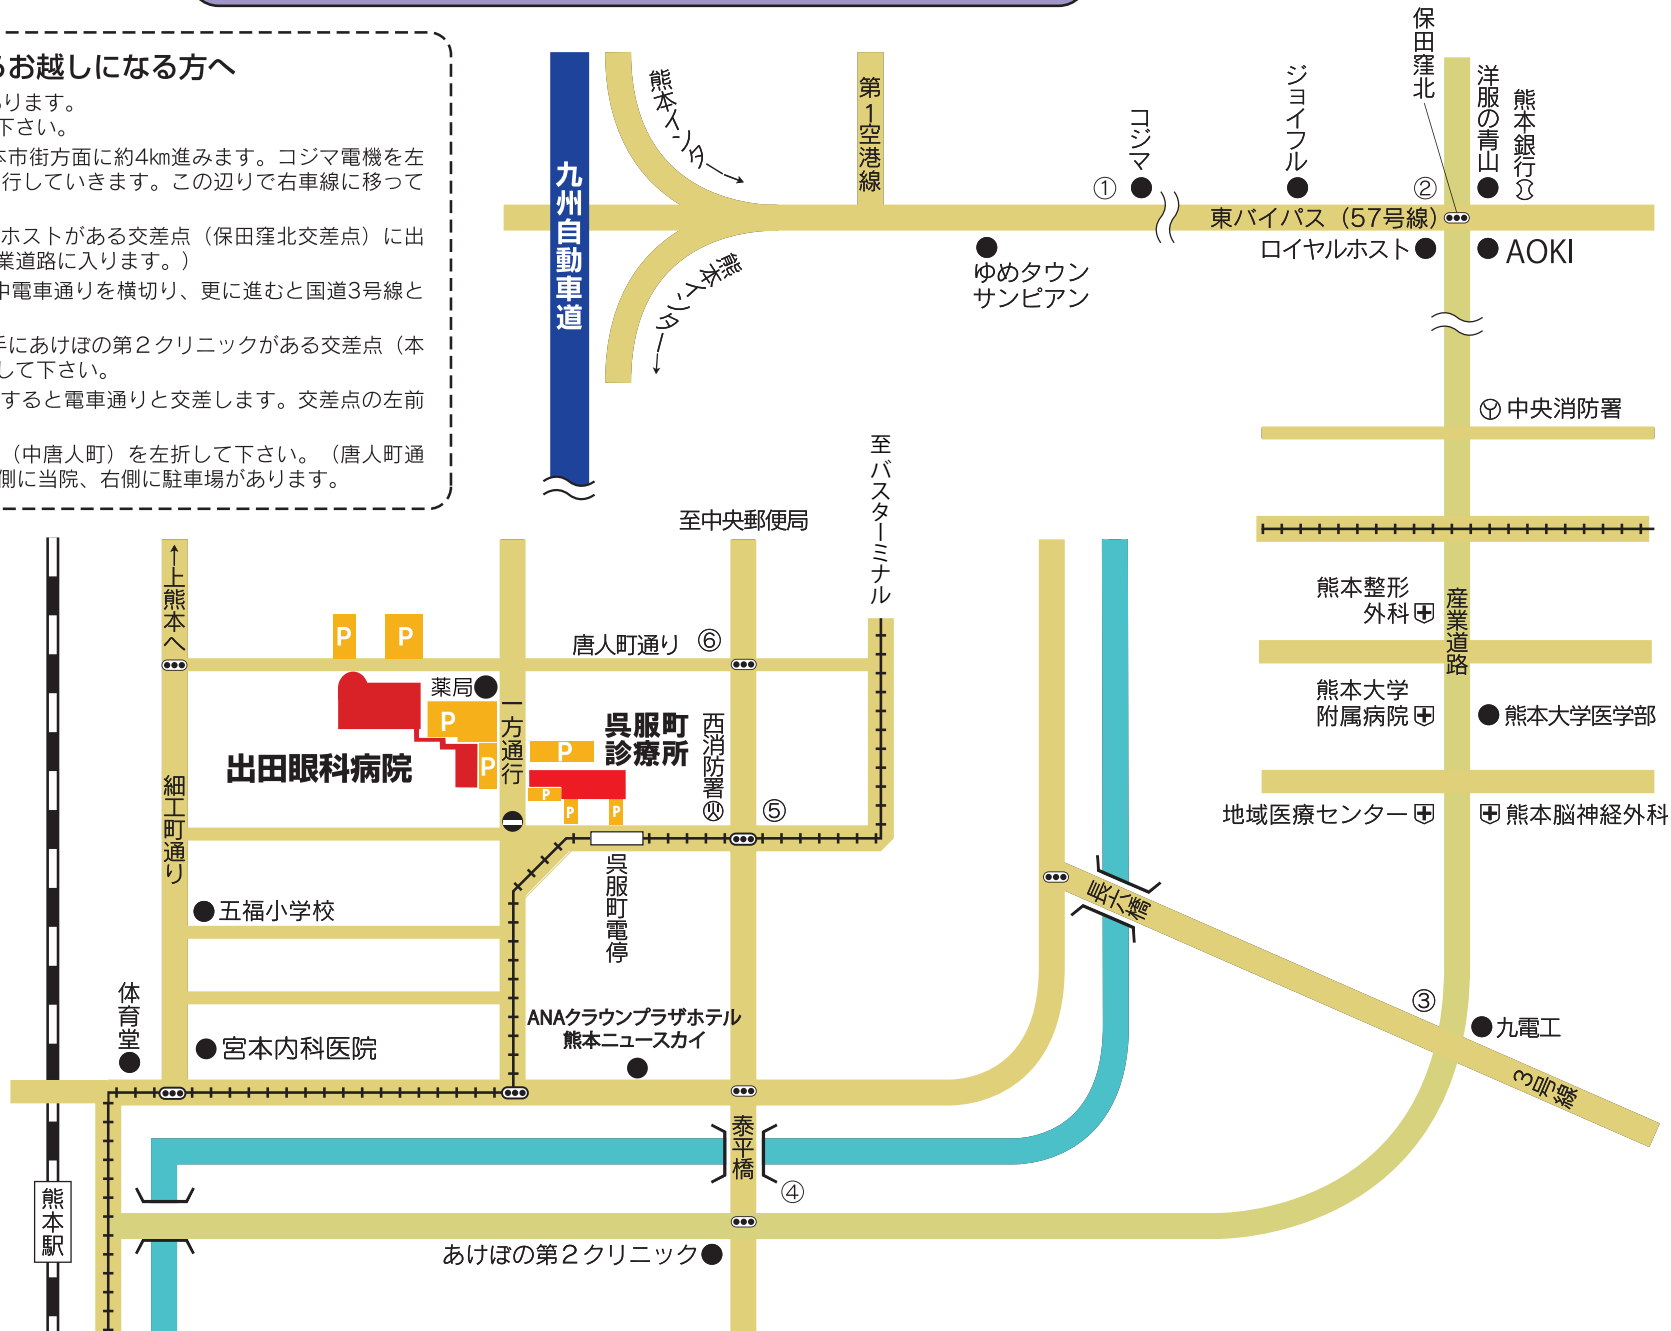 らお越しになる方へ
ります。
下さい。
本市街方面に約4km進みます。コジマ電機を左
行していきます。この辺りで右車線に移って
ホストがある交差点（保田窪北交差点）に出
業道路に入ります。）
中電車通りを横切り、更に進むと国道3号線と
手にあけぼの第２クリニックがある交差点（本
して下さい。
すると電車通りと交差します。交差点の左前
（中唐人町）を左折して下さい。（唐人町通
側に当院、右側に駐車場があります。
九州自動車道
熊本インター→
熊本インター→
第1空港線
①
コジマ
ジョイフル
保田窪北
②
洋服の青山
熊本銀行
東バイパス（57号線）
ロイヤルホスト
AOKI
ゆめタウン
サンピアン
中央消防署
至バスターミナル
至中央郵便局
←上熊本へ
P
P
唐人町通り
⑥
薬局
P
P
一方通行
P
呉服町
診療所
西消防署
P
P
P
⑤
出田眼科病院
細工町通り
呉服町電停
五福小学校
体育堂
宮本内科医院
ANAクラウンプラザホテル
熊本ニュースカイ
泰平橋
④
熊本駅
あけぼの第２クリニック
長六橋
③
九電工
3号線
熊本整形
外科
産業道路
熊本大学
附属病院
熊本大学医学部
地域医療センター
熊本脳神経外科